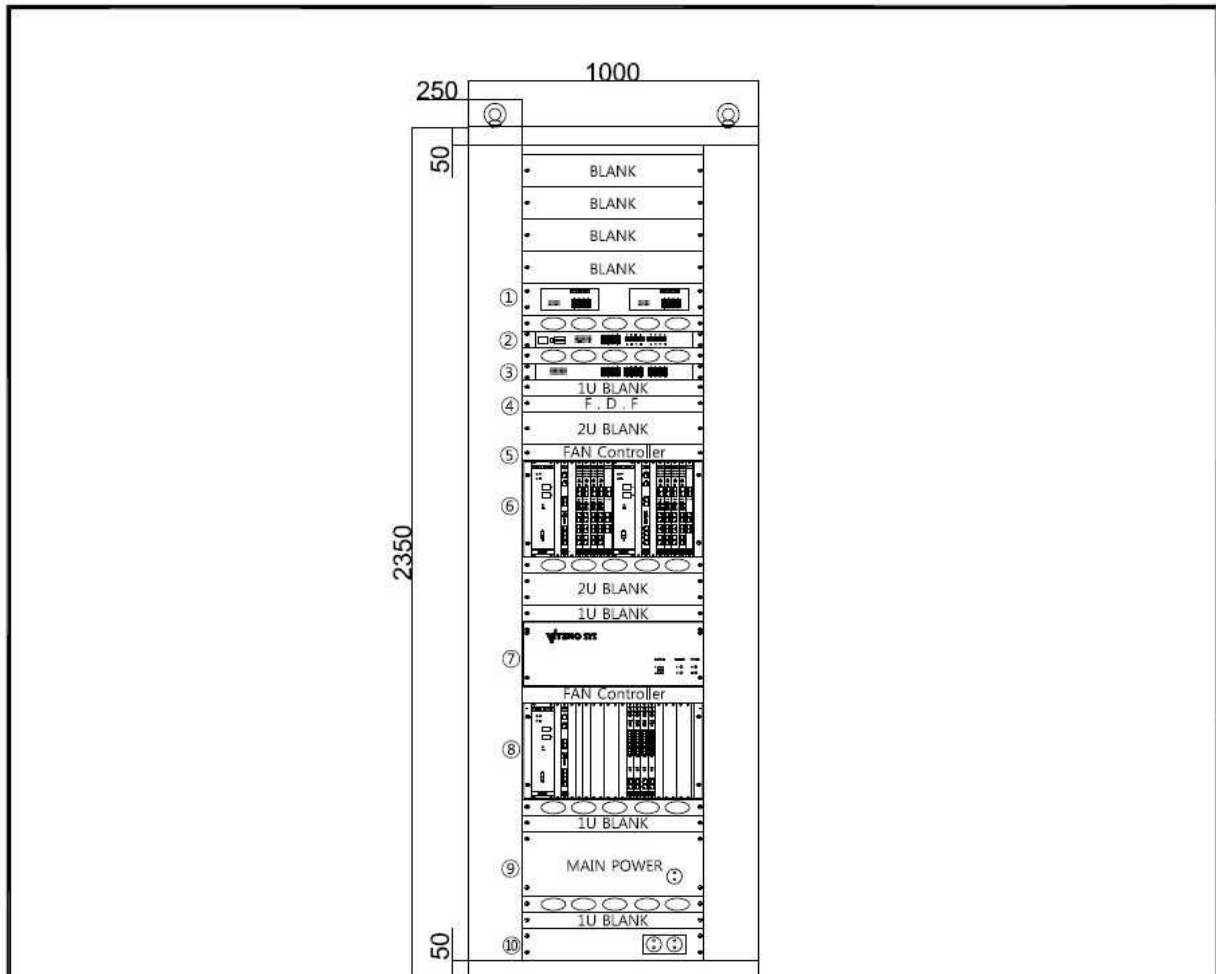 1000
250
50
BLANK
BLANK
BLANK
BLANK
①
②
③
1U BLANK
④ F . D . F
2U BLANK
⑤ FAN Controller
⑥
2350
2U BLANK
1U BLANK
⑦
FAN Controller
⑧
1U BLANK
⑨ MAIN POWER
1U BLANK
50
⑩